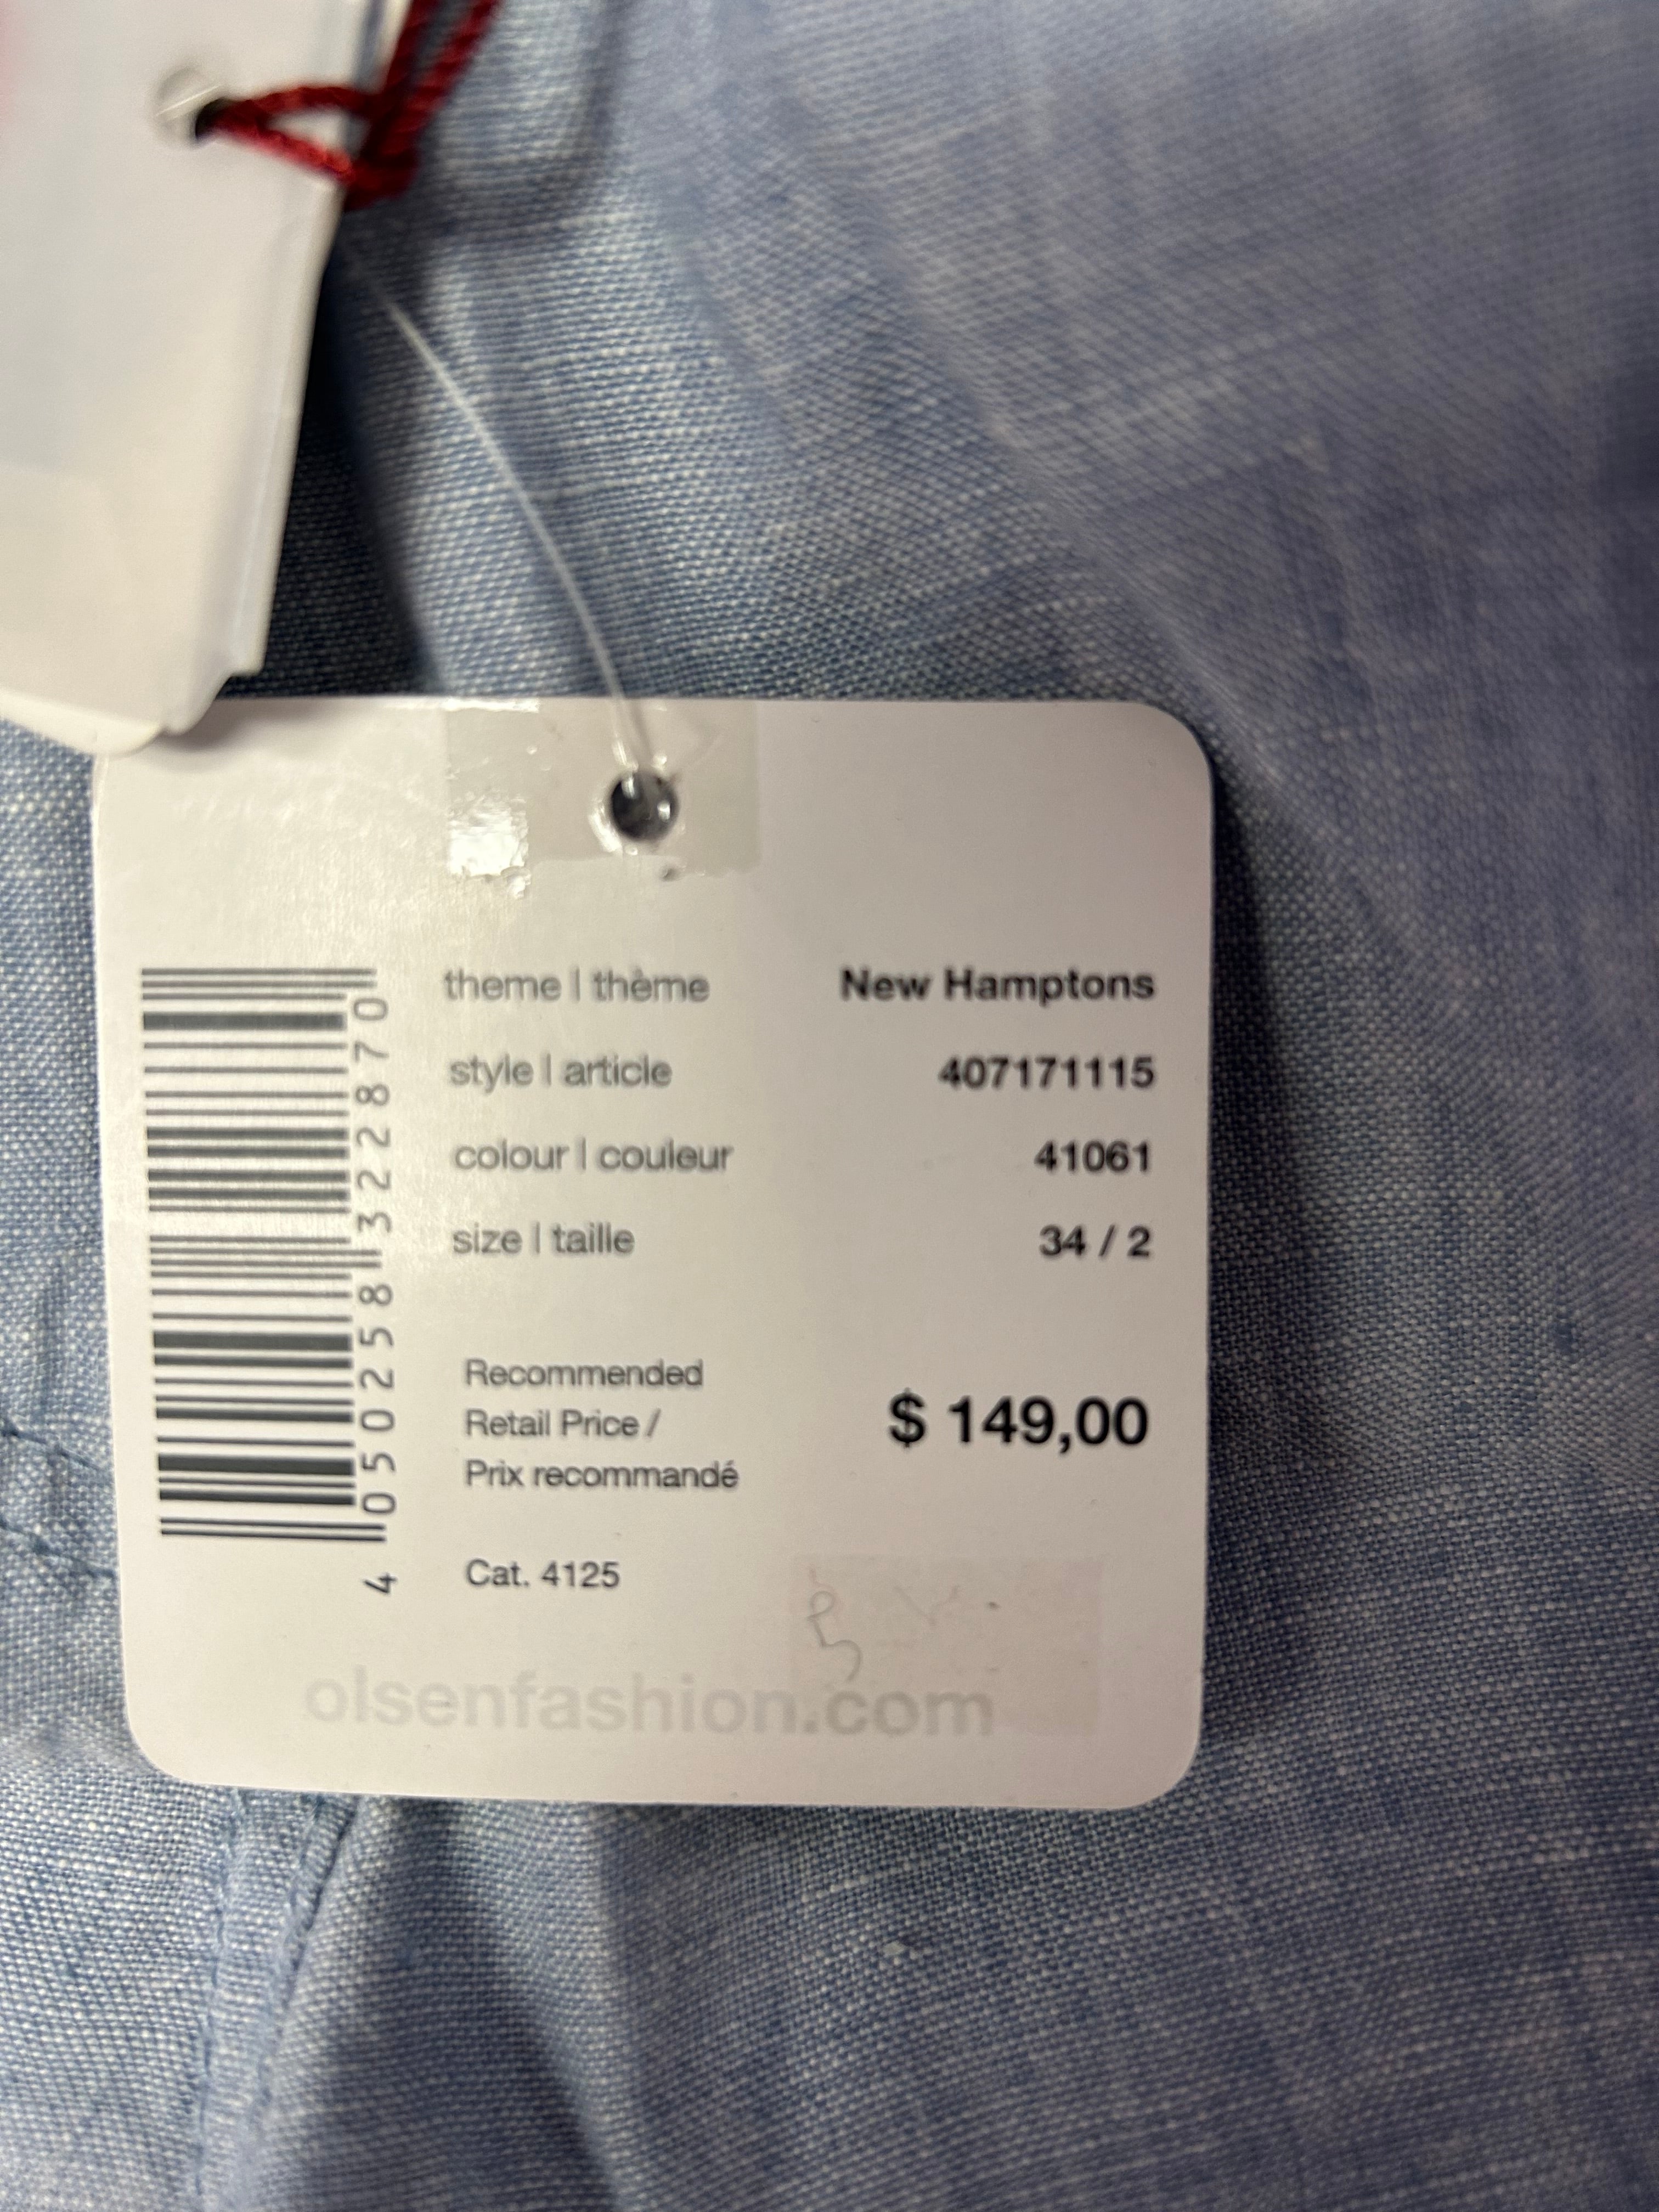 theme | thème New Hamptons
style | article 407171115
colour | couleur 41061
size | taille 34 / 2
Recommended
Retail Price / $ 149,00
Prix recommandé
Cat. 4125
olsenfashion.com
4 050258 322870